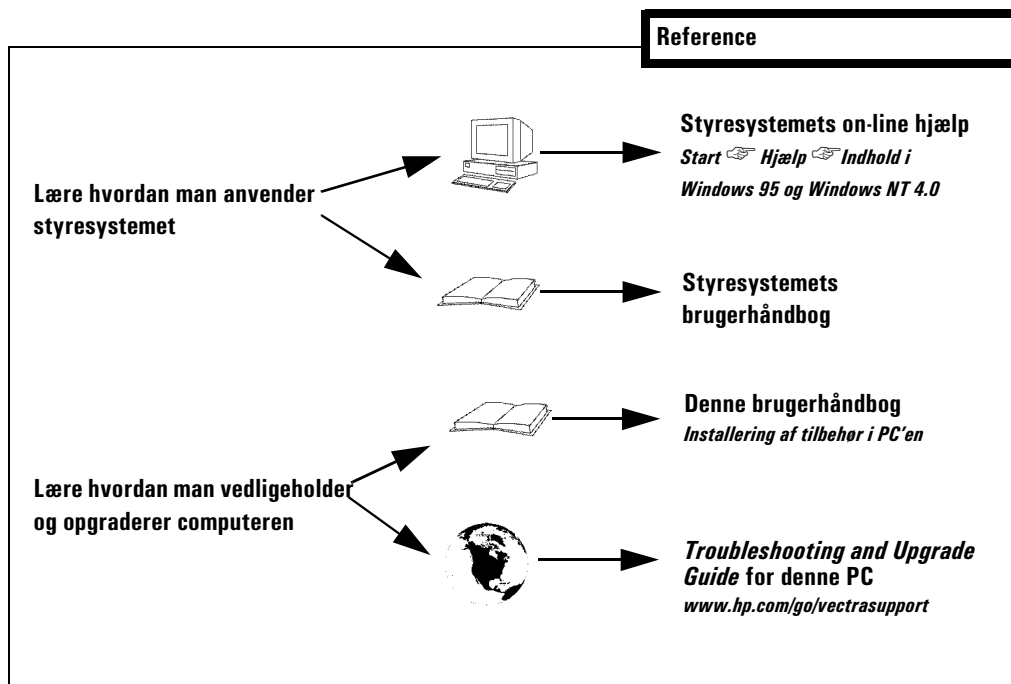 Reference
Lære hvordan man anvender
styresystemet
Styresystemets on-line hjælp
Start ☞ Hjælp ☞ Indhold i
Windows 95 og Windows NT 4.0
Styresystemets
brugerhåndbog
Lære hvordan man vedligeholder
og opgraderer computeren
Denne brugerhåndbog
Installering af tilbehør i PC’en
Troubleshooting and Upgrade
Guide for denne PC
www.hp.com/go/vectrasupport